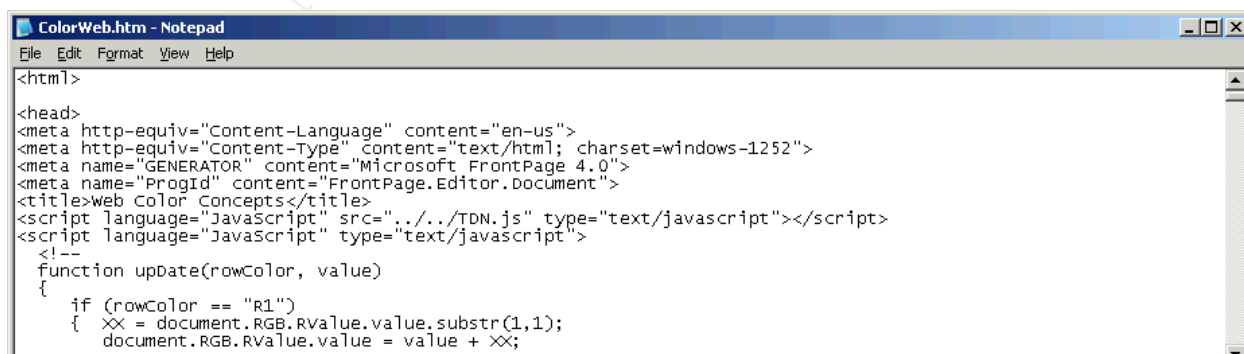 ColorWeb.htm - Notepad
File Edit Format View Help
<html>
<head>
<meta http-equiv="Content-Language" content="en-us">
<meta http-equiv="Content-Type" content="text/html; charset=windows-1252">
<meta name="GENERATOR" content="Microsoft FrontPage 4.0">
<meta name="ProgId" content="FrontPage.Editor.Document">
<title>Web Color Concepts</title>
<script language="JavaScript" src="../../TDN.js" type="text/javascript"></script>
<script language="JavaScript" type="text/javascript">
<!--
function upDate(rowColor, value)
{
if (rowColor == "R1")
{ XX = document.RGB.RValue.value.substr(1,1);
document.RGB.RValue.value = value + XX;